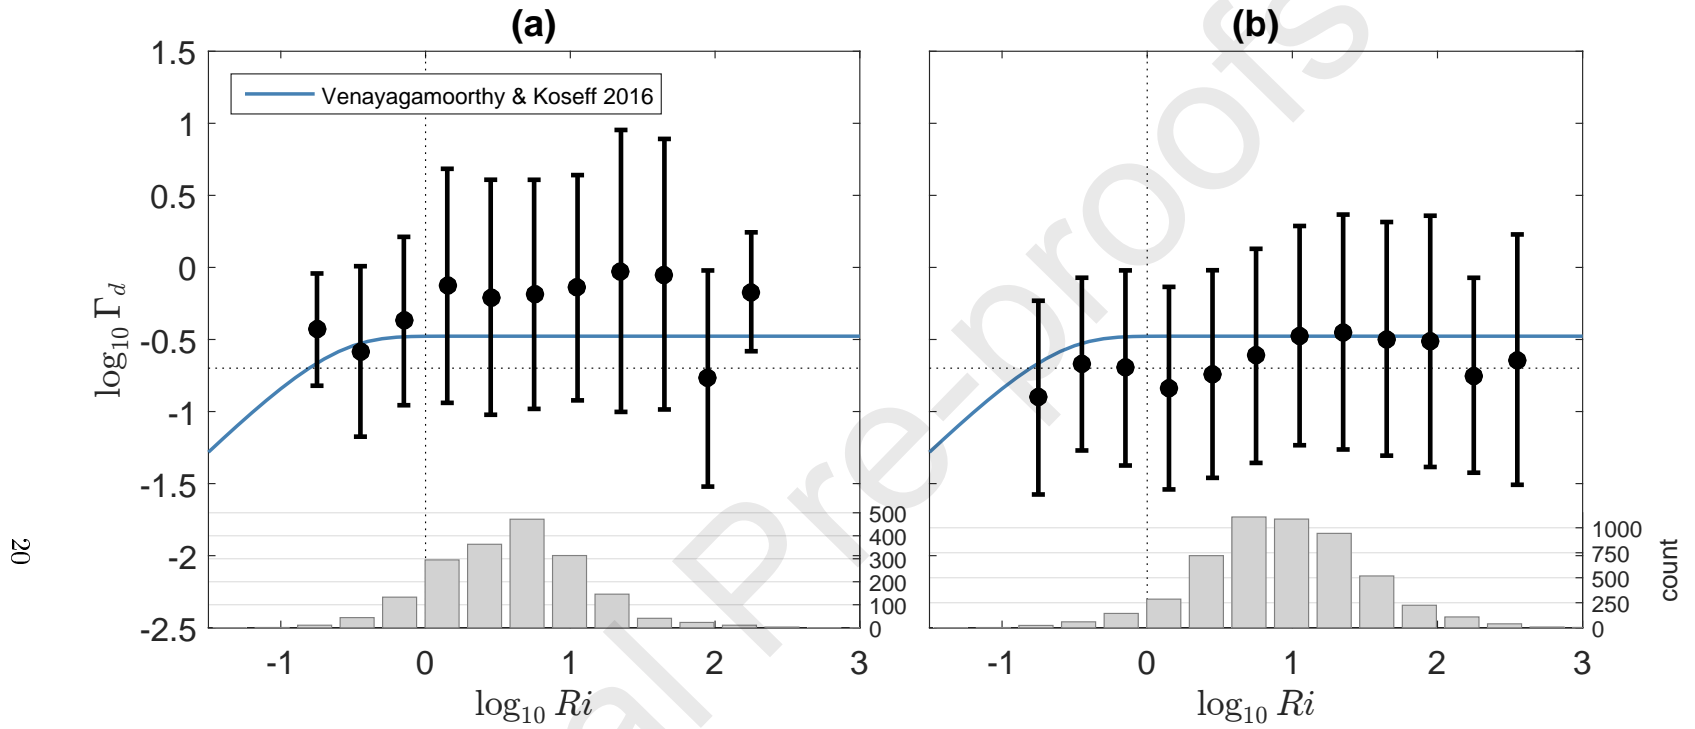 (a)
(b)
Venayagamoorthy & Koseff 2016
1.5
1
0.5
0
-0.5
-1
-1.5
-2
-2.5
log₁₀ Γ_d
500
400
300
200
100
0
-1 0 1 2 3
log₁₀ Ri
1000
750
500
250
0
count
-1 0 1 2 3
log₁₀ Ri
20
al Pre-proofs